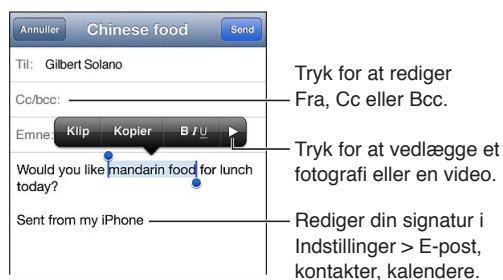 Annuller Chinese food Send
Til: Gilbert Solano
Cc/bcc:
Emne:
Klip Kopier B I U
Would you like mandarin food for lunch
today?
Sent from my iPhone
Tryk for at rediger
Fra, Cc eller Bcc.
Tryk for at vedlægge et
fotografi eller en video.
Rediger din signatur i
Indstillinger > E-post,
kontakter, kalendere.